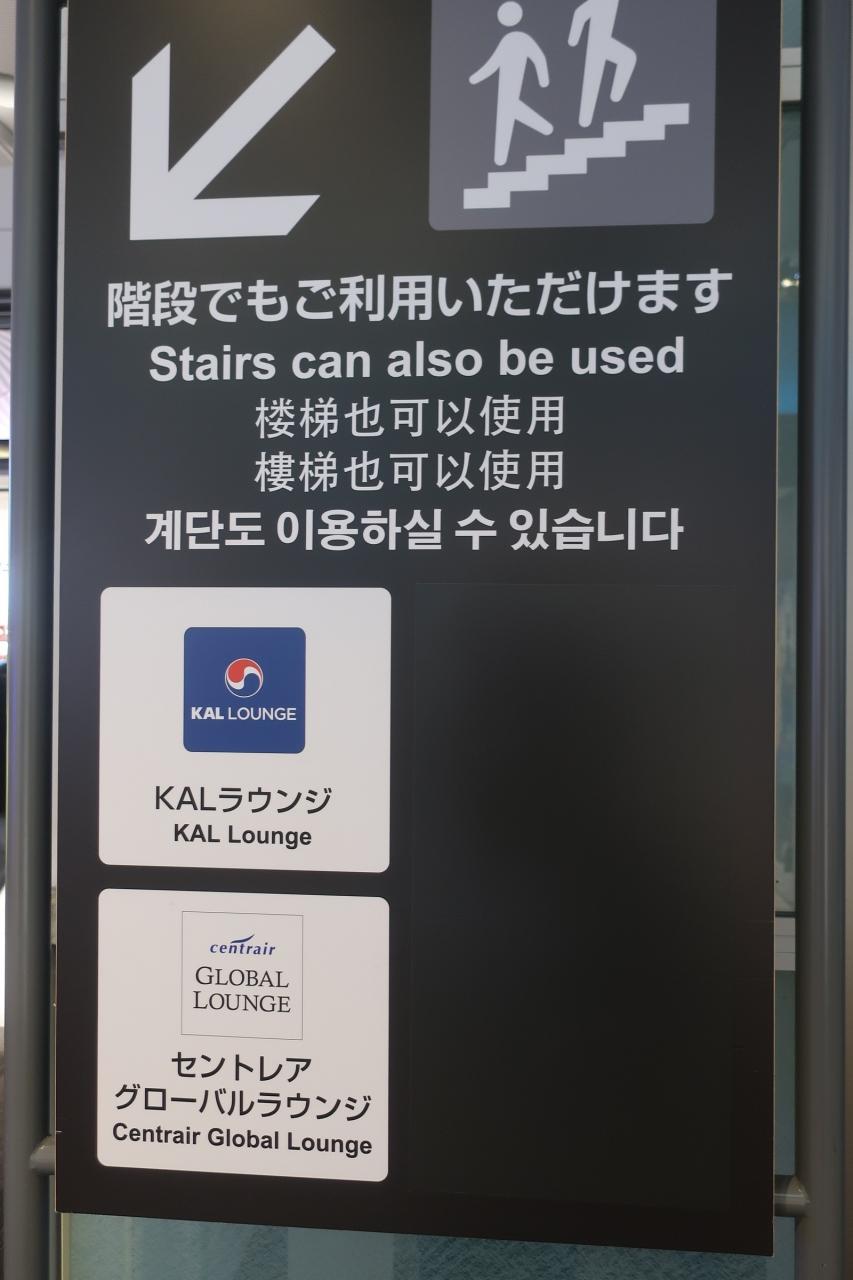 階段でもご利用いただけます
Stairs can also be used
楼梯也可以使用
樓梯也可以使用
계단도 이용하실 수 있습니다
KAL LOUNGE
KALラウンジ
KAL Lounge
centrair
GLOBAL
LOUNGE
セントレア
グローバルラウンジ
Centrair Global Lounge